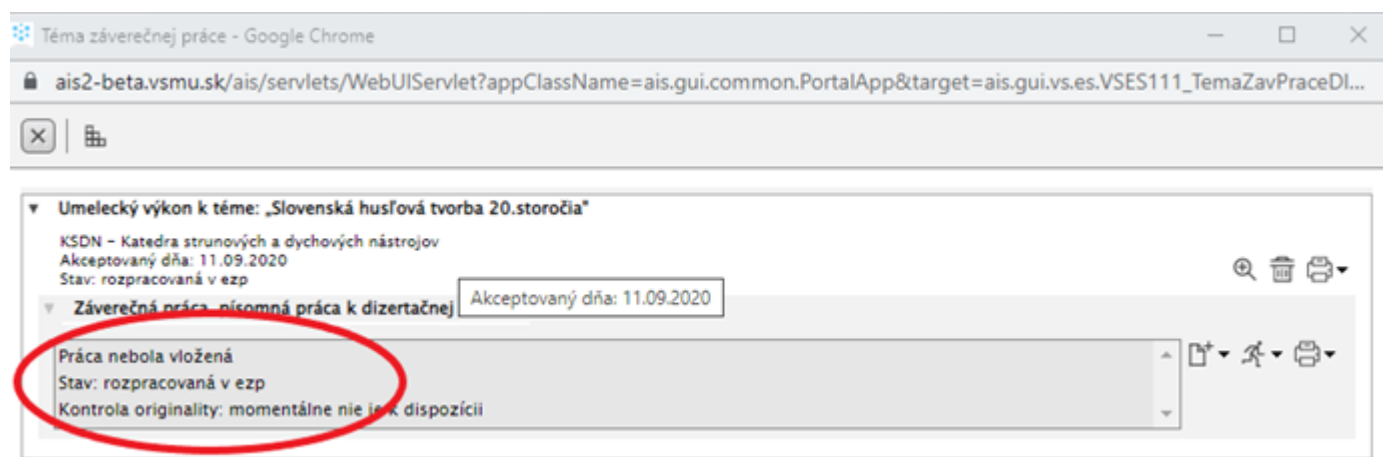 Téma záverečnej práce - Google Chrome
ais2-beta.vsmu.sk/ais/servlets/WebUIServlet?appClassName=ais.gui.common.PortalApp&target=ais.gui.vs.es.VSES111_TemaZavPraceDl...
Umelecký výkon k téme: „Slovenská husľová tvorba 20.storočia"
KSDN - Katedra strunových a dychových nástrojov
Akceptovaný dňa: 11.09.2020
Stav: rozpracovaná v ezp
Akceptovaný dňa: 11.09.2020
Záverečná práca písomná práca k dizertačnej
Práca nebola vložená
Stav: rozpracovaná v ezp
Kontrola originality: momentálne nie je k dispozícii